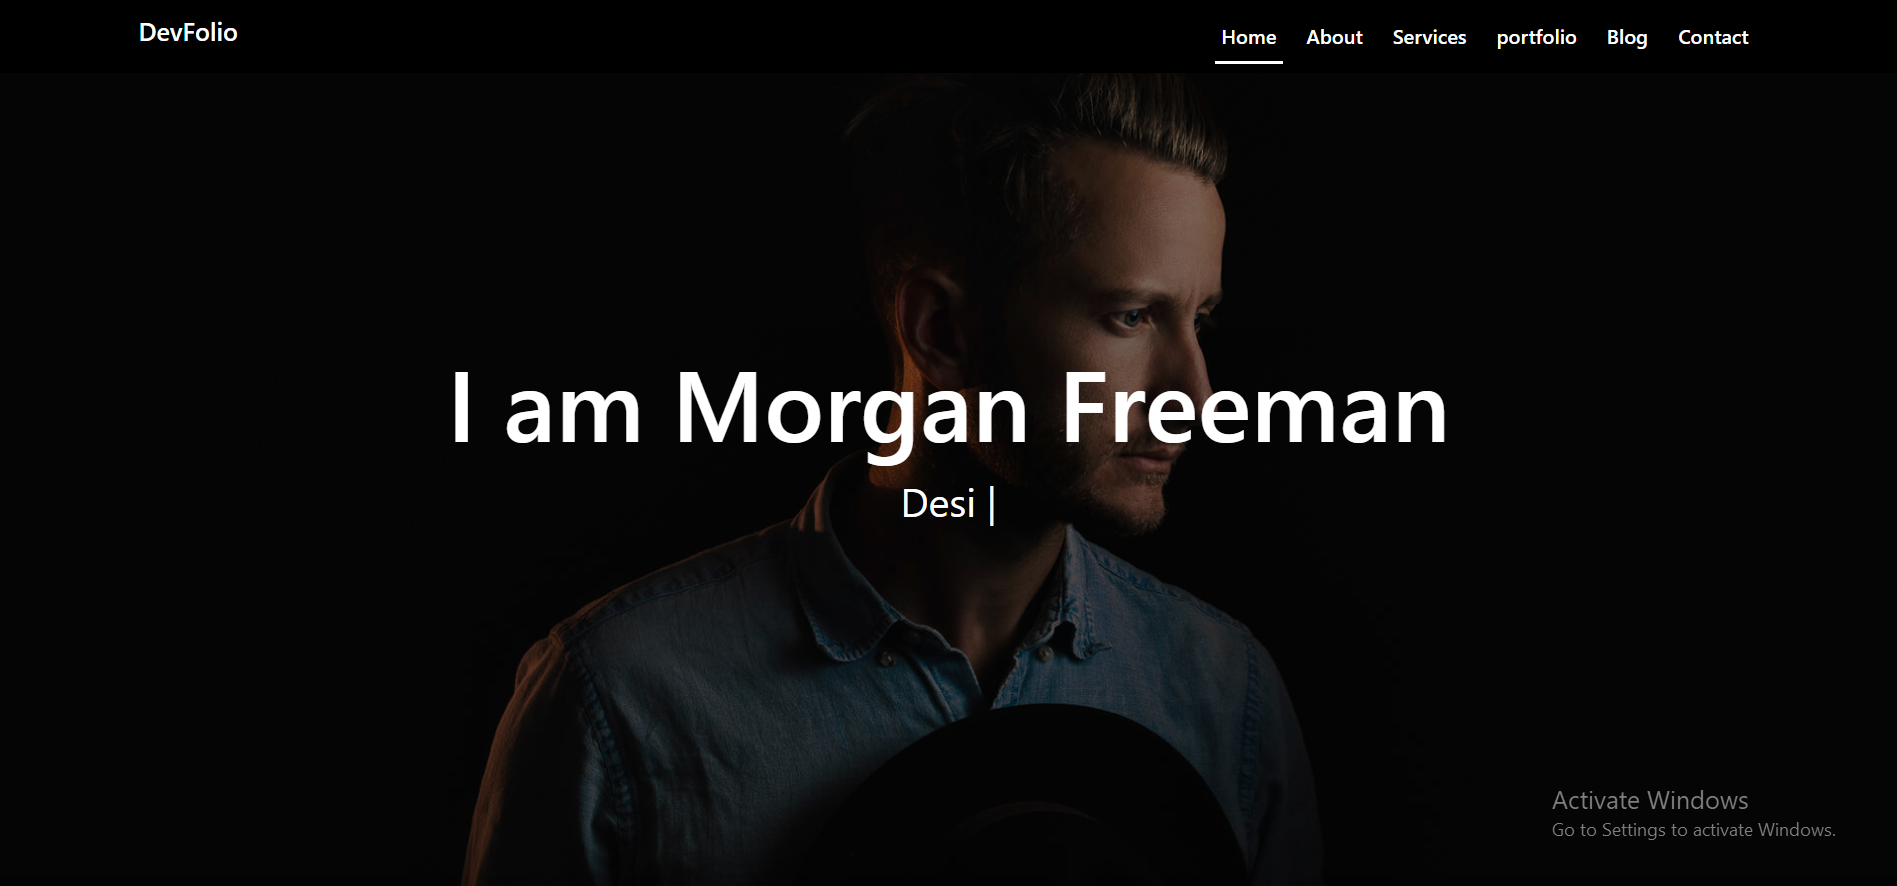 DevFolio
Home About Services portfolio Blog Contact
I am Morgan Freeman
Desi |
Activate Windows
Go to Settings to activate Windows.